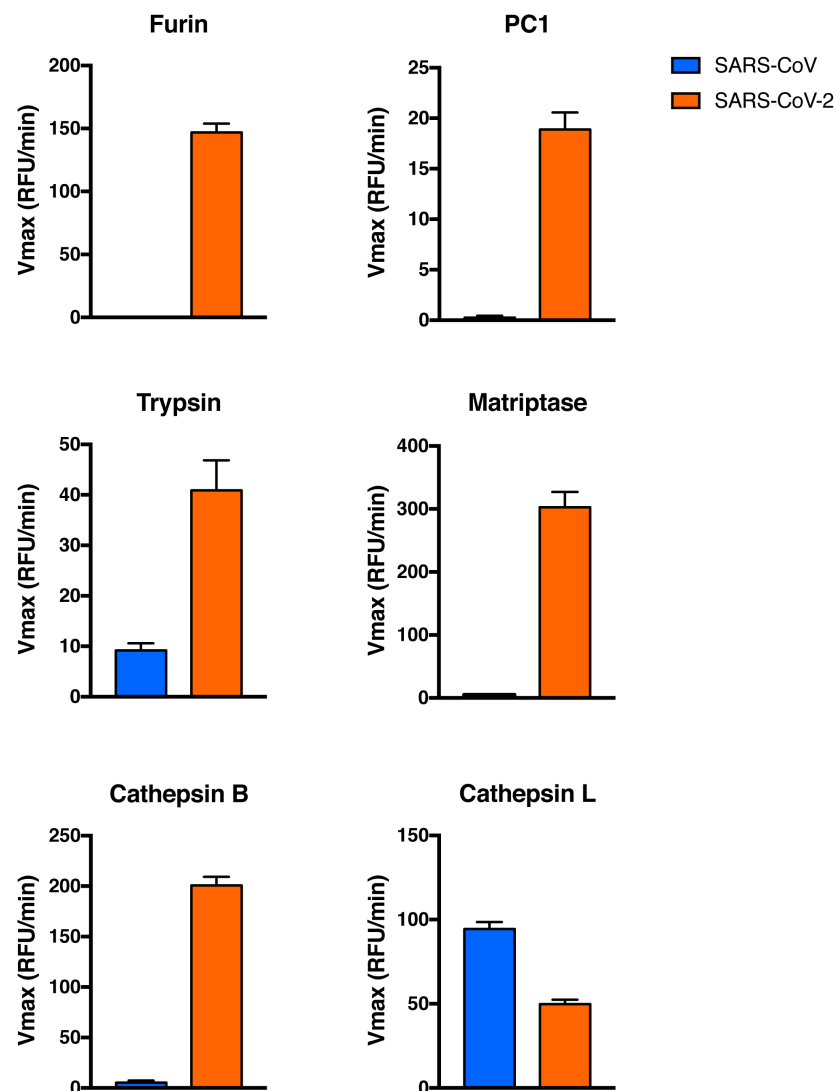 Furin
PC1
SARS-CoV
SARS-CoV-2
Vmax (RFU/min)
200
150
100
50
0
Vmax (RFU/min)
25
20
15
10
5
0
Trypsin
Matriptase
Vmax (RFU/min)
50
40
30
20
10
0
Vmax (RFU/min)
400
300
200
100
0
Cathepsin B
Cathepsin L
Vmax (RFU/min)
250
200
150
100
50
0
Vmax (RFU/min)
150
100
50
0